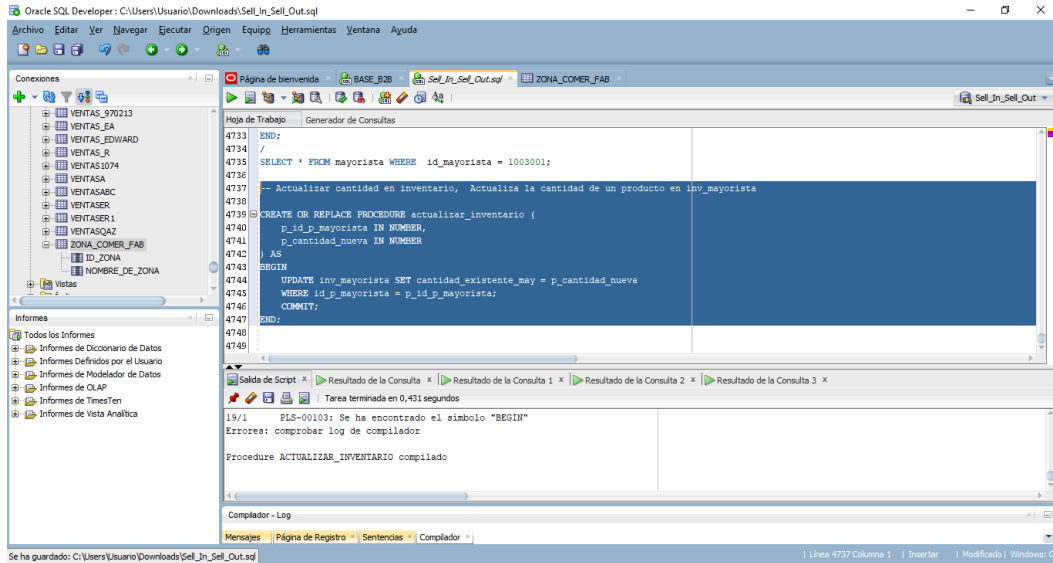 Oracle SQL Developer : C:\Users\Usuario\Downloads\Sell_In_Sell_Out.sql
Archivo Editar Ver Navegar Ejecutar Origen Equipo Herramientas Ventana Ayuda
Conexiones
Página de bienvenida
BASE_B2B
Sell_In_Sell_Out.sql
ZONA_COMER_FAB
Sell_In_Sell_Out
VENTAS_970213
VENTAS_EA
VENTAS_EDWARD
VENTAS_R
VENTAS1074
VENTASA
VENTASABC
VENTASER
VENTASER1
VENTASQAZ
ZONA_COMER_FAB
ID_ZONA
NOMBRE_DE_ZONA
Vistas
Informes
Todos los Informes
Informes de Diccionario de Datos
Informes Definidos por el Usuario
Informes de Modelador de Datos
Informes de OLAP
Informes de TimesTen
Informes de Vista Analítica
Hoja de Trabajo Generador de Consultas
4733 END;
4734 /
4735 SELECT * FROM mayorista WHERE id_mayorista = 1003001;
4736
4737 -- Actualizar cantidad en inventario, Actualiza la cantidad de un producto en inv_mayorista
4738
4739 CREATE OR REPLACE PROCEDURE actualizar_inventario (
4740 p_id_p_mayorista IN NUMBER,
4741 p_cantidad_nueva IN NUMBER
4742 ) AS
4743 BEGIN
4744 UPDATE inv_mayorista SET cantidad_existente_may = p_cantidad_nueva
4745 WHERE id_p_mayorista = p_id_p_mayorista;
4746 COMMIT;
4747 END;
4748
4749
Salida de Script x Resultado de la Consulta x Resultado de la Consulta 1 x Resultado de la Consulta 2 x Resultado de la Consulta 3 x
Tarea terminada en 0,431 segundos
19/1 PLS-00103: Se ha encontrado el símbolo "BEGIN"
Errores: comprobar log de compilador
Procedure ACTUALIZAR_INVENTARIO compilado
Compilador - Log
Mensajes Página de Registro Sentencias Compilador
Se ha guardado: C:\Users\Usuario\Downloads\Sell_In_Sell_Out.sql
Línea 4737 Columna 1 | Insertar | Modificado | Windows: C